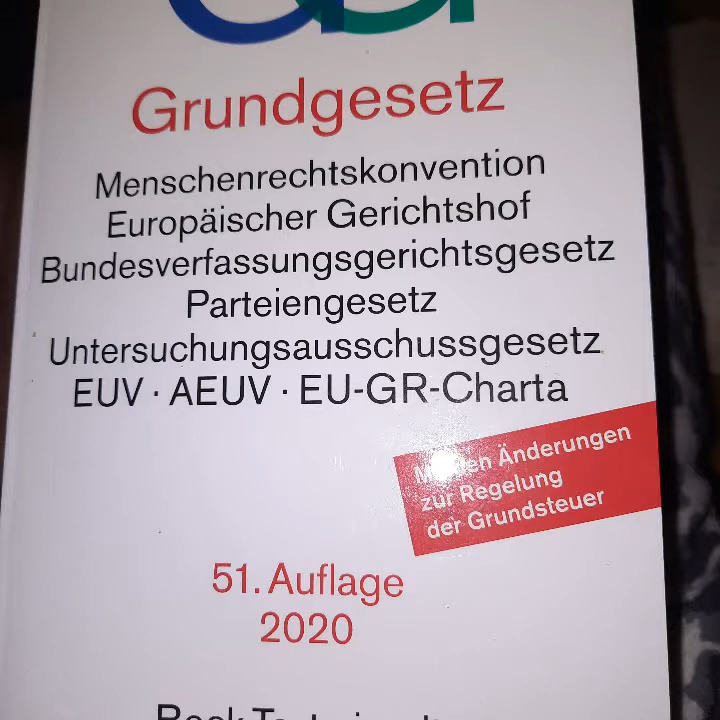 Grundgesetz
Menschenrechtskonvention
Europäischer Gerichtshof
Bundesverfassungsgerichtsgesetz
Parteiengesetz
Untersuchungsausschussgesetz
EUV · AEUV · EU-GR-Charta
Änderungen
zur Regelung
der Grundsteuer
51. Auflage
2020